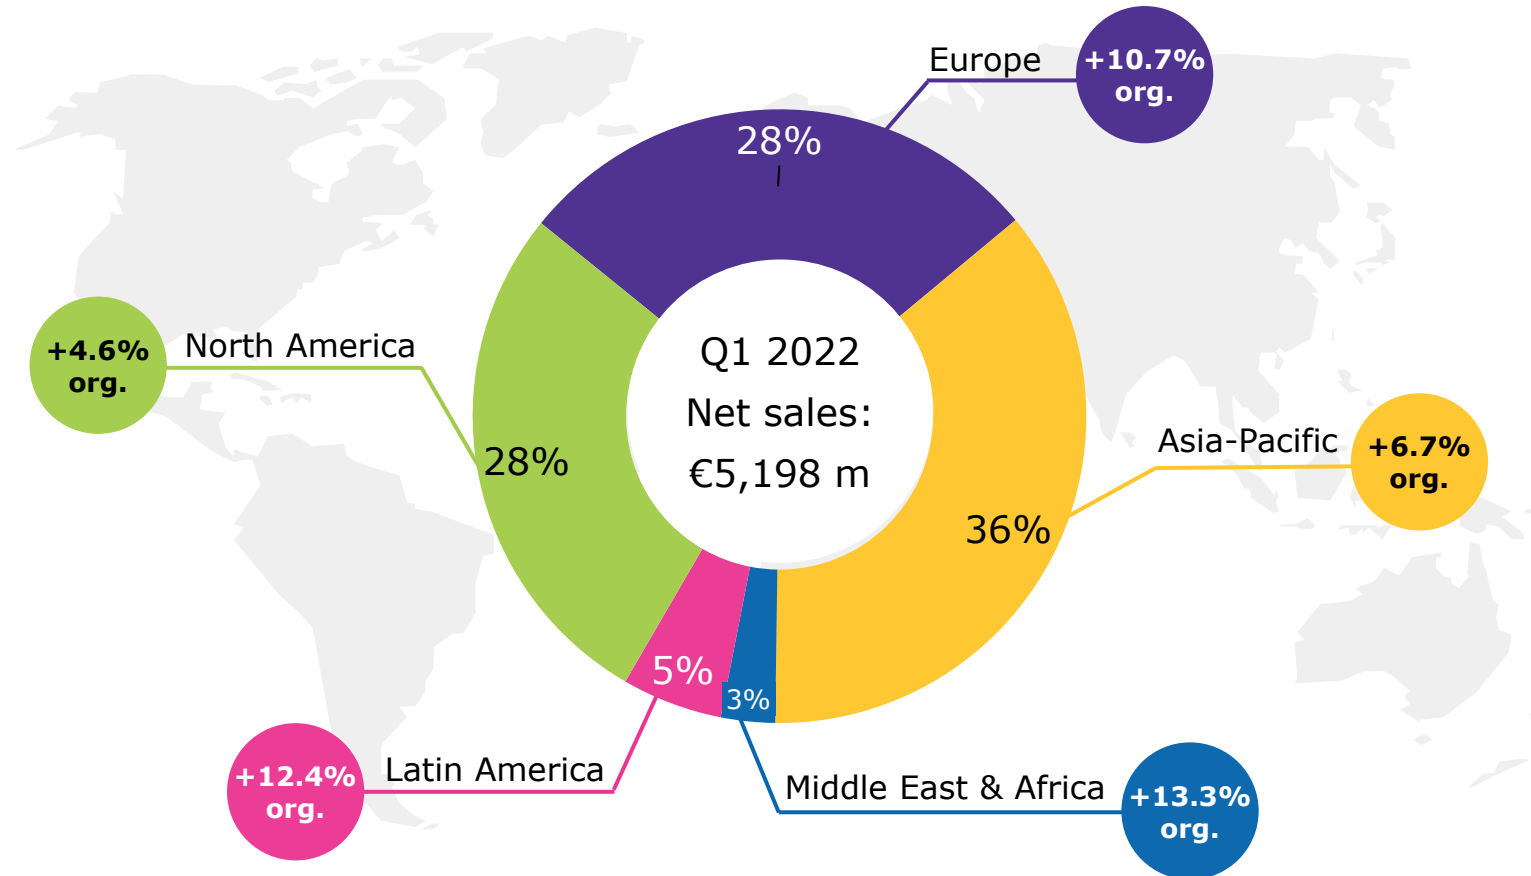 Europe
+10.7%
org.
28%
+4.6%
org.
North America
28%
Q1 2022
Net sales:
€5,198 m
Asia-Pacific
+6.7%
org.
36%
5%
3%
+12.4%
org.
Latin America
Middle East & Africa
+13.3%
org.